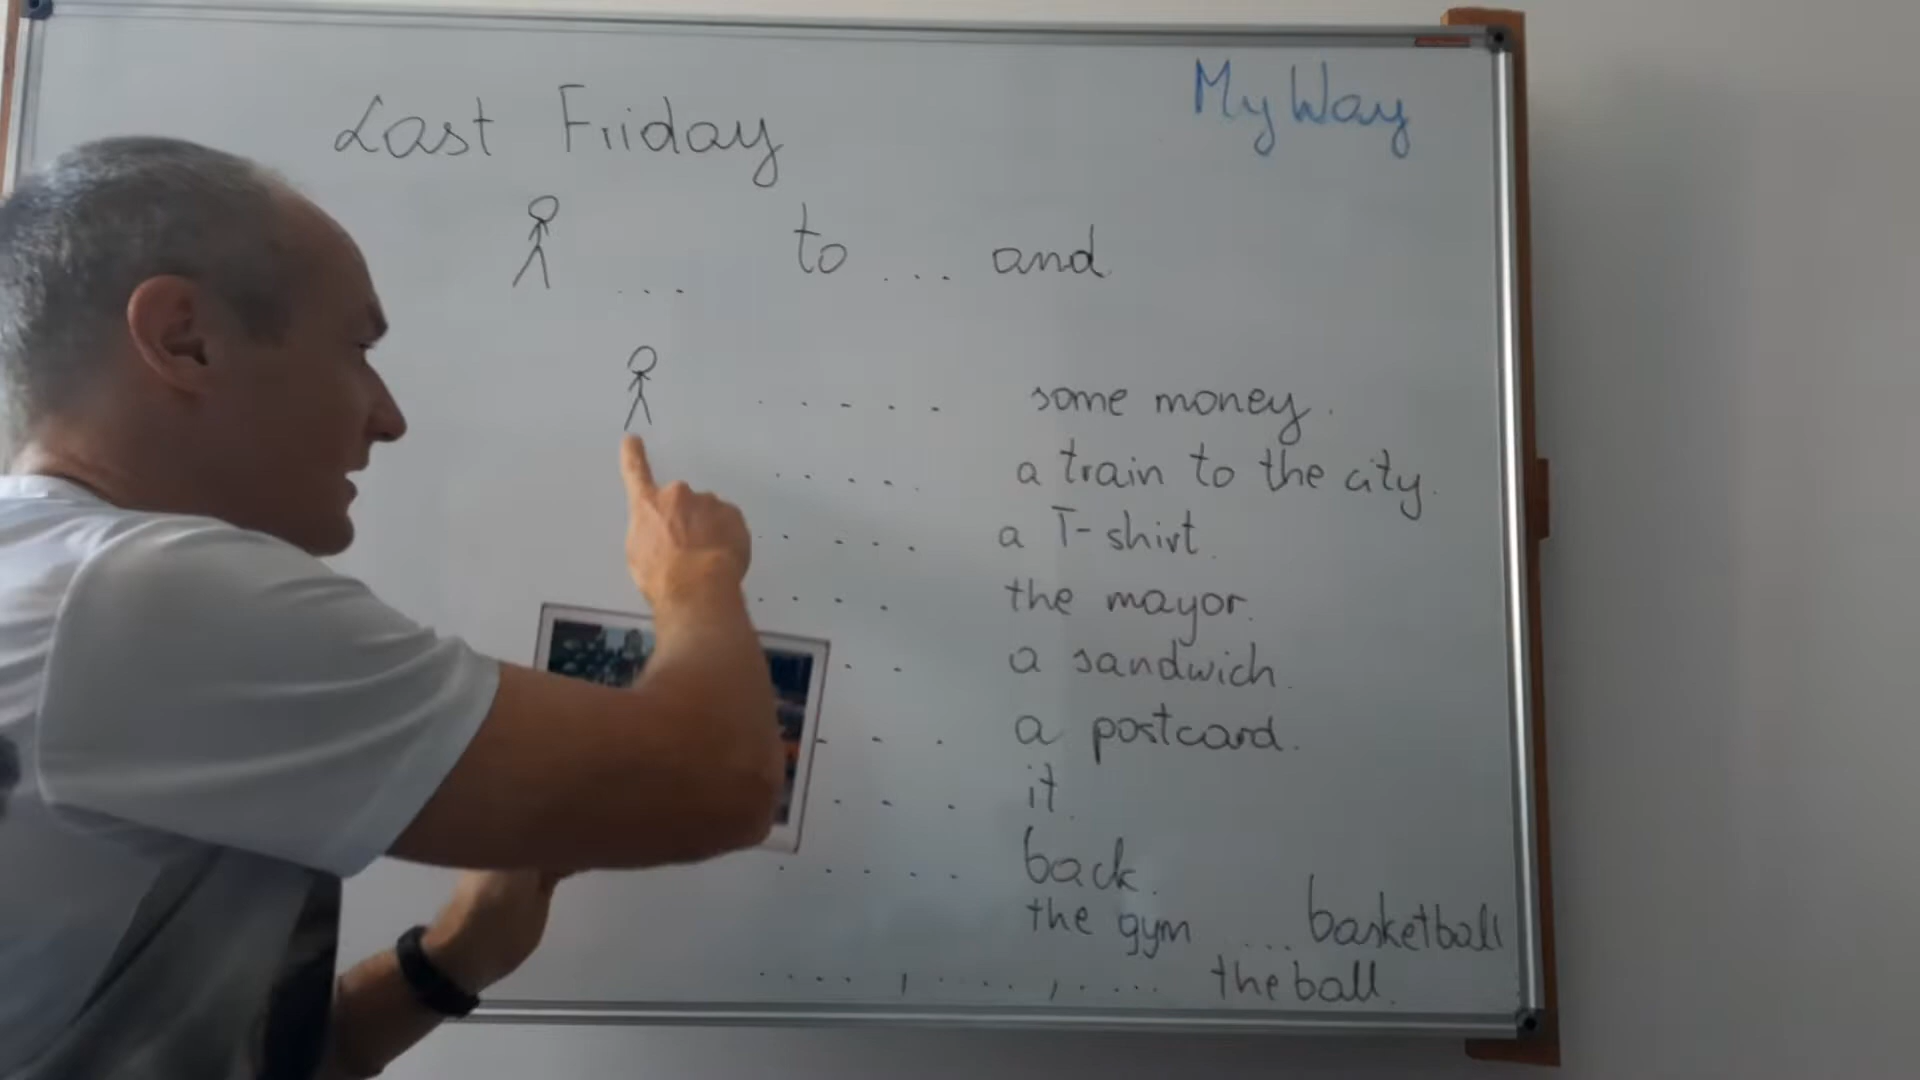 Last Friday
My Way
... to ... and
..... some money.
..... a train to the city.
.... a T-shirt.
.... the mayor.
.. a sandwich.
... a postcard.
... it.
..... back.
the gym ... basketball
...., ...., .... the ball.